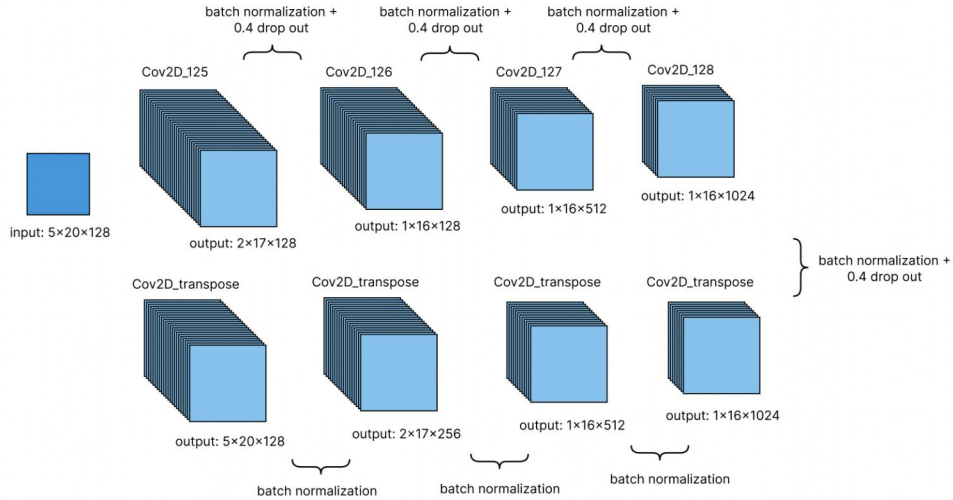 batch normalization +
0.4 drop out
batch normalization +
0.4 drop out
batch normalization +
0.4 drop out
Cov2D_125
Cov2D_126
Cov2D_127
Cov2D_128
input: 5×20×128
output: 2×17×128
output: 1×16×128
output: 1×16×512
output: 1×16×1024
batch normalization +
0.4 drop out
Cov2D_transpose
Cov2D_transpose
Cov2D_transpose
Cov2D_transpose
output: 5×20×128
output: 2×17×256
output: 1×16×512
output: 1×16×1024
batch normalization
batch normalization
batch normalization